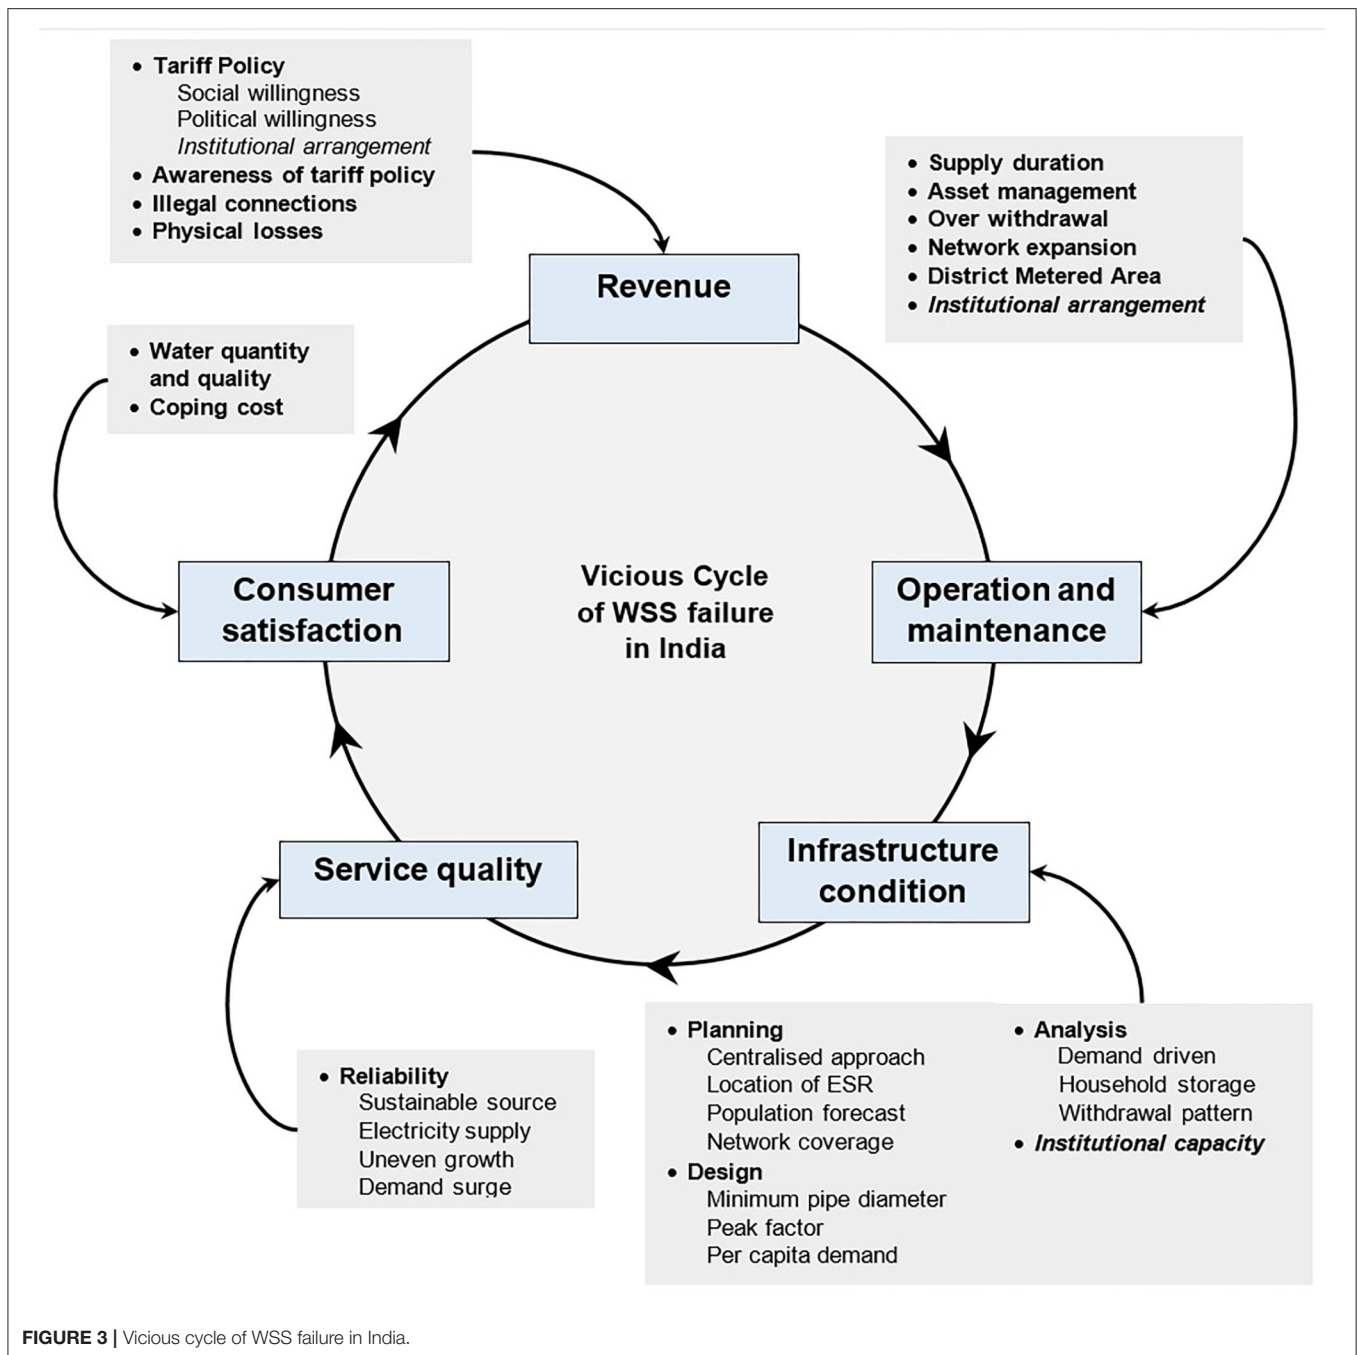 • Tariff Policy
Social willingness
Political willingness
Institutional arrangement
• Awareness of tariff policy
• Illegal connections
• Physical losses
• Supply duration
• Asset management
• Over withdrawal
• Network expansion
• District Metered Area
• Institutional arrangement
Revenue
• Water quantity
and quality
• Coping cost
Consumer
satisfaction
Vicious Cycle
of WSS failure
in India
Operation and
maintenance
Service quality
Infrastructure
condition
• Reliability
Sustainable source
Electricity supply
Uneven growth
Demand surge
• Planning
Centralised approach
Location of ESR
Population forecast
Network coverage
• Design
Minimum pipe diameter
Peak factor
Per capita demand
• Analysis
Demand driven
Household storage
Withdrawal pattern
• Institutional capacity
FIGURE 3 | Vicious cycle of WSS failure in India.